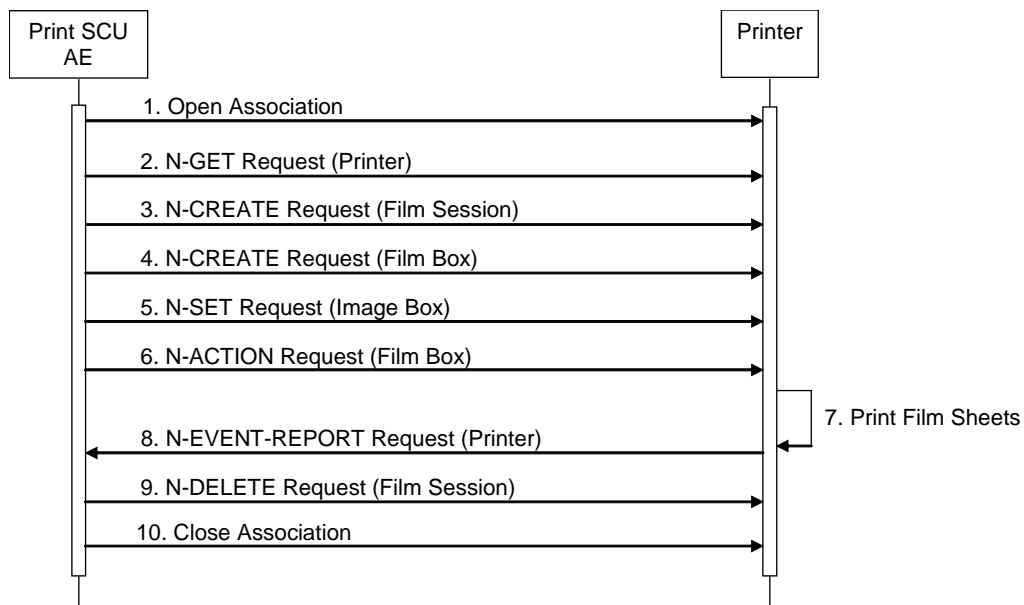 Print SCU
AE
Printer
1. Open Association
2. N-GET Request (Printer)
3. N-CREATE Request (Film Session)
4. N-CREATE Request (Film Box)
5. N-SET Request (Image Box)
6. N-ACTION Request (Film Box)
7. Print Film Sheets
8. N-EVENT-REPORT Request (Printer)
9. N-DELETE Request (Film Session)
10. Close Association